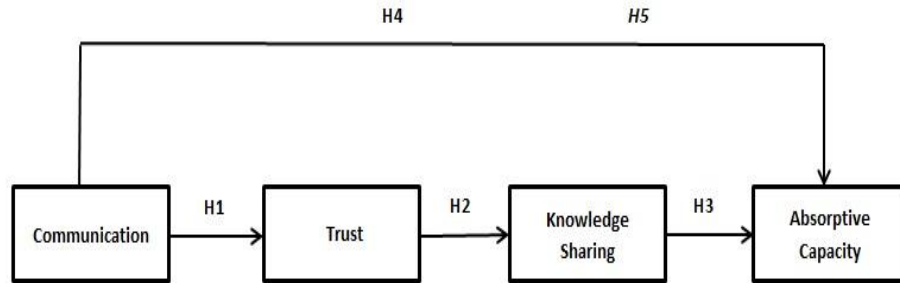 H4 H5
H1
H2
H3
Communication
Trust
Knowledge
Sharing
Absorptive
Capacity